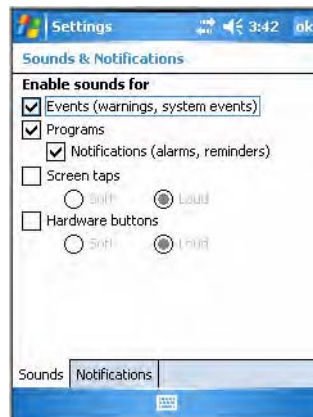 Settings 3:42 ok
Sounds & Notifications
Enable sounds for
Events (warnings, system events)
Programs
Notifications (alarms, reminders)
Screen taps
Soft Loud
Hardware buttons
Soft Loud
Sounds Notifications